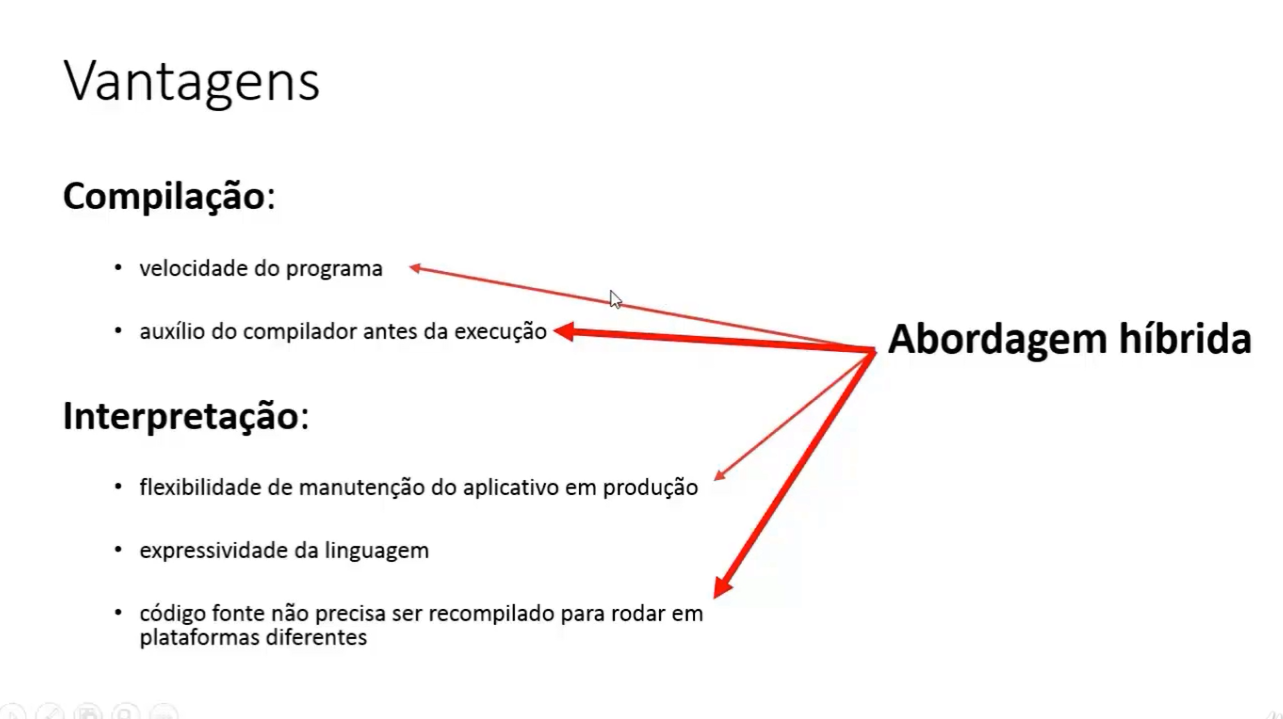 Vantagens
Compilação:
• velocidade do programa
• auxílio do compilador antes da execução
Abordagem híbrida
Interpretação:
• flexibilidade de manutenção do aplicativo em produção
• expressividade da linguagem
• código fonte não precisa ser recompilado para rodar em
plataformas diferentes